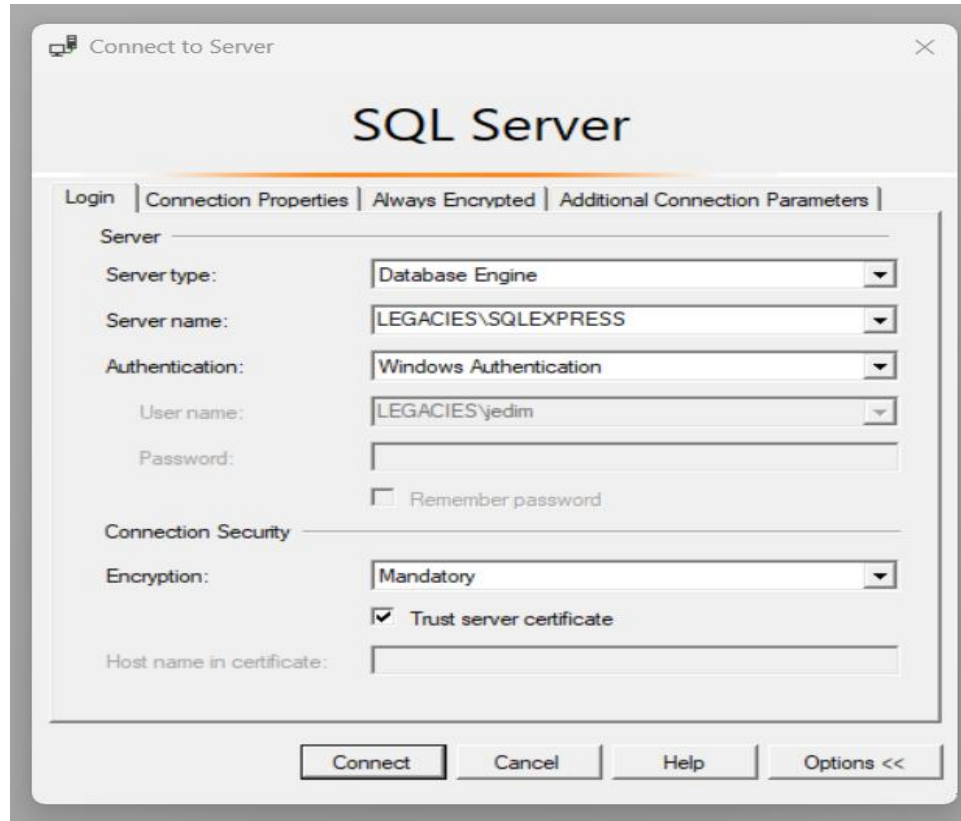 Connect to Server
SQL Server
Login Connection Properties Always Encrypted Additional Connection Parameters
Server
Server type: Database Engine
Server name: LEGACIES\SQLEXPRESS
Authentication: Windows Authentication
User name: LEGACIES\jedim
Password:
Remember password
Connection Security
Encryption: Mandatory
Trust server certificate
Host name in certificate:
Connect Cancel Help Options <<